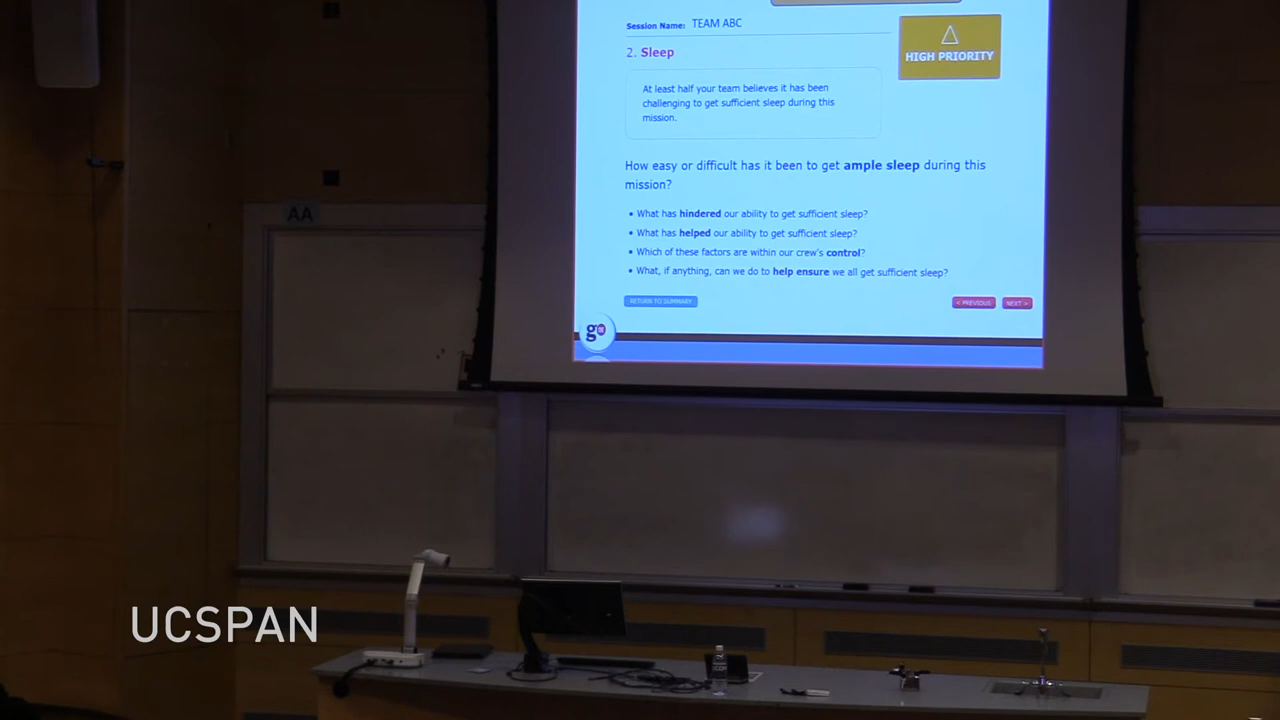 Session Name: TEAM ABC
2. Sleep
HIGH PRIORITY
At least half your team believes it has been
challenging to get sufficient sleep during this
mission.
How easy or difficult has it been to get ample sleep during this
mission?
• What has hindered our ability to get sufficient sleep?
• What has helped our ability to get sufficient sleep?
• Which of these factors are within our crew's control?
• What, if anything, can we do to help ensure we all get sufficient sleep?
RETURN TO SUMMARY
< PREVIOUS
NEXT >
AA
UCSPAN